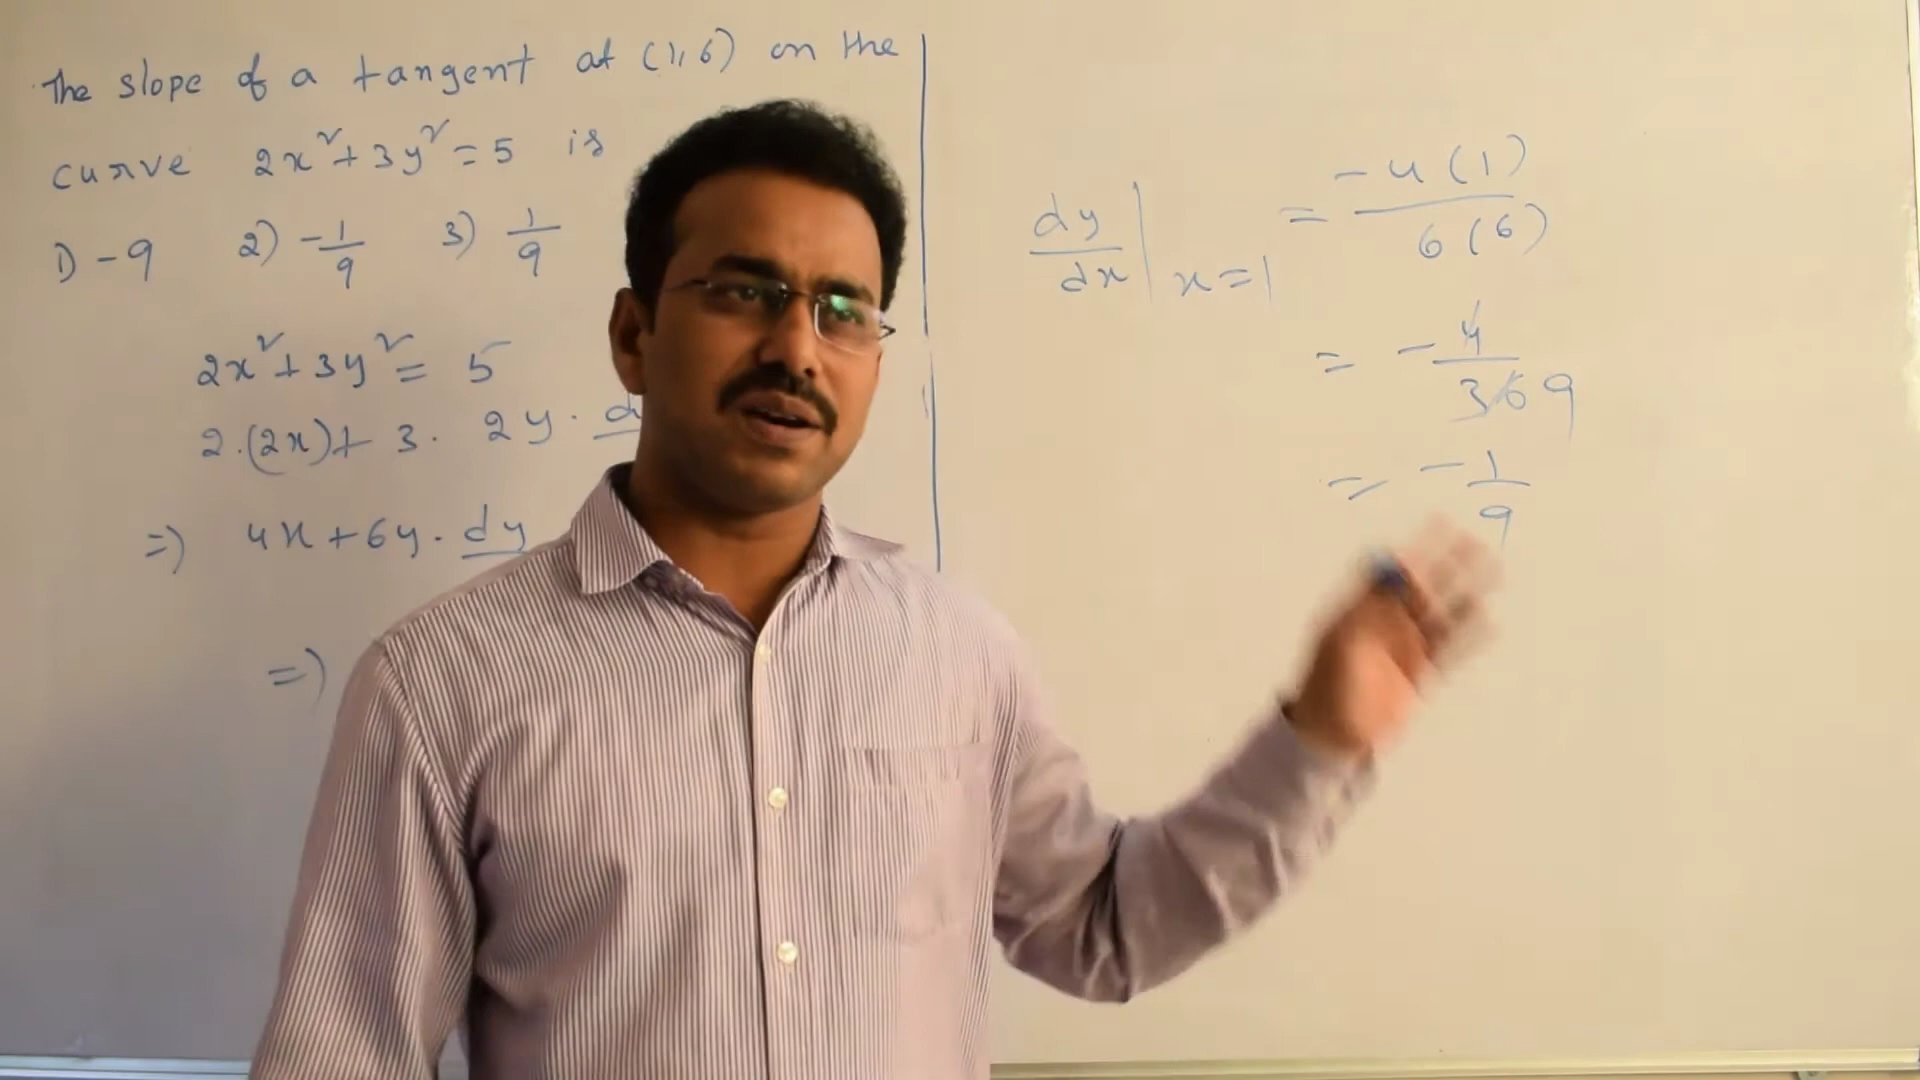 The slope of a tangent at (1,6) on the
curve 2x²+3y²=5 is
1) -9 2) -1/9 3) 1/9
2x²+3y² = 5
2.(2x)+ 3. 2y. d
=) 4x+6y. dy
=)
dy/dx | x=1 = -4(1)/6(6)
= -4/36 9
= -1/9